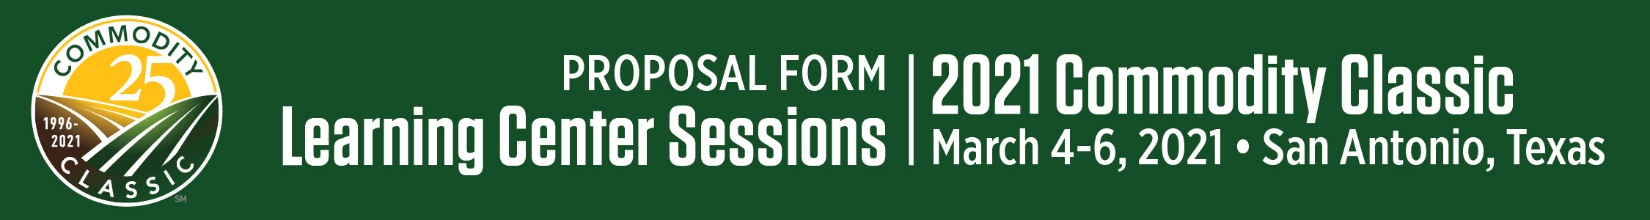 COMMODITY
25
1996-
2021
CLASSIC
SM
PROPOSAL FORM
Learning Center Sessions
2021 Commodity Classic
March 4-6, 2021 • San Antonio, Texas